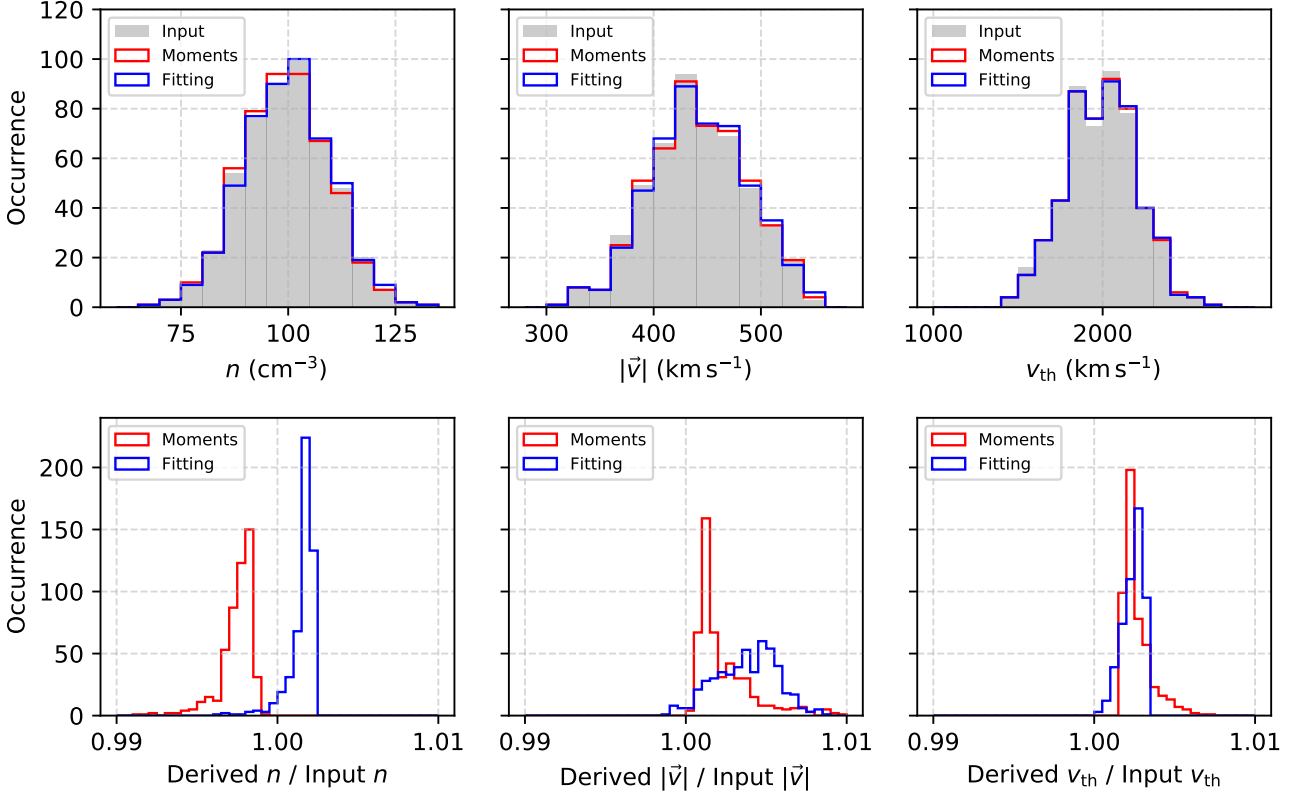 120
100
80
60
40
20
0
Occurrence
Input
Moments
Fitting
75 100 125
n (cm⁻³)
Input
Moments
Fitting
300 400 500
|v⃗| (km s⁻¹)
Input
Moments
Fitting
1000 2000
vth (km s⁻¹)
200
150
100
50
0
Occurrence
Moments
Fitting
0.99 1.00 1.01
Derived n / Input n
Moments
Fitting
0.99 1.00 1.01
Derived |v⃗| / Input |v⃗|
Moments
Fitting
0.99 1.00 1.01
Derived vth / Input vth